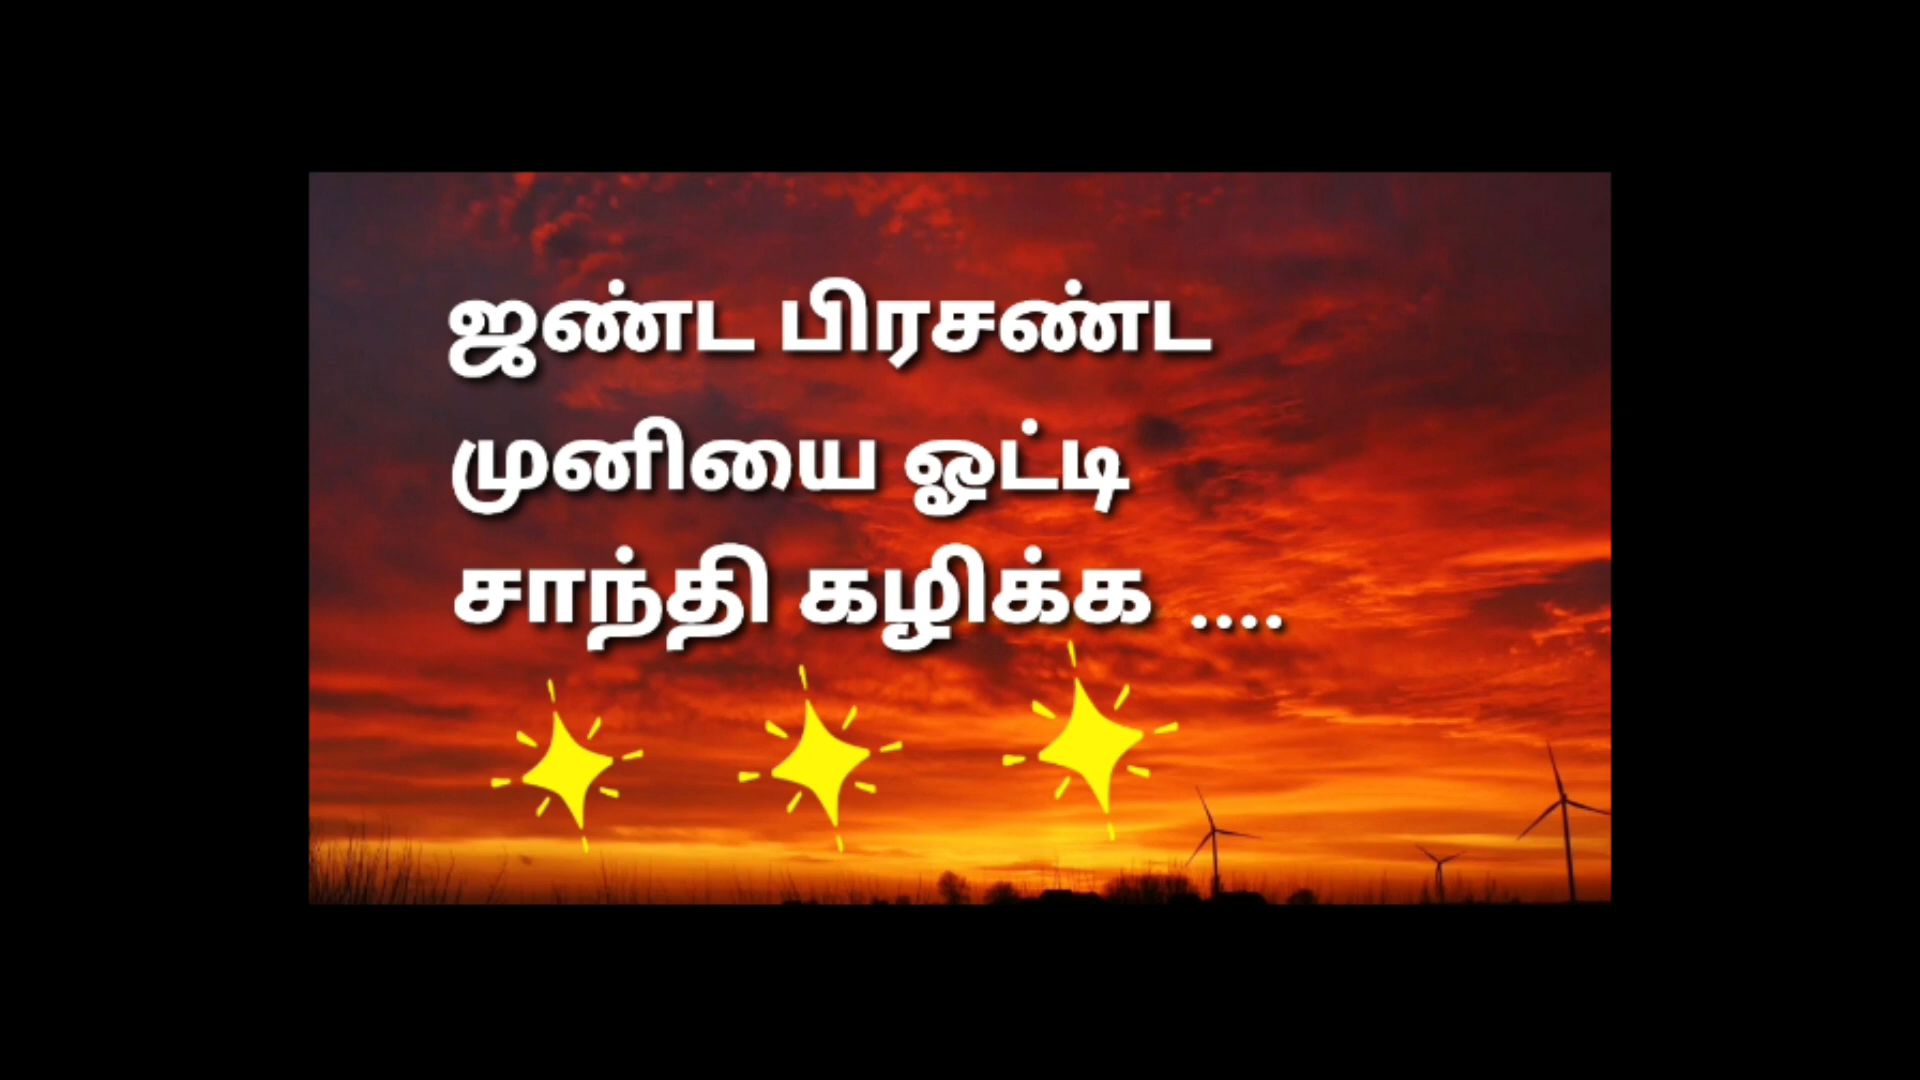 ஜண்ட பிரசண்ட
முனியை ஓட்டி
சாந்தி கழிக்க ....